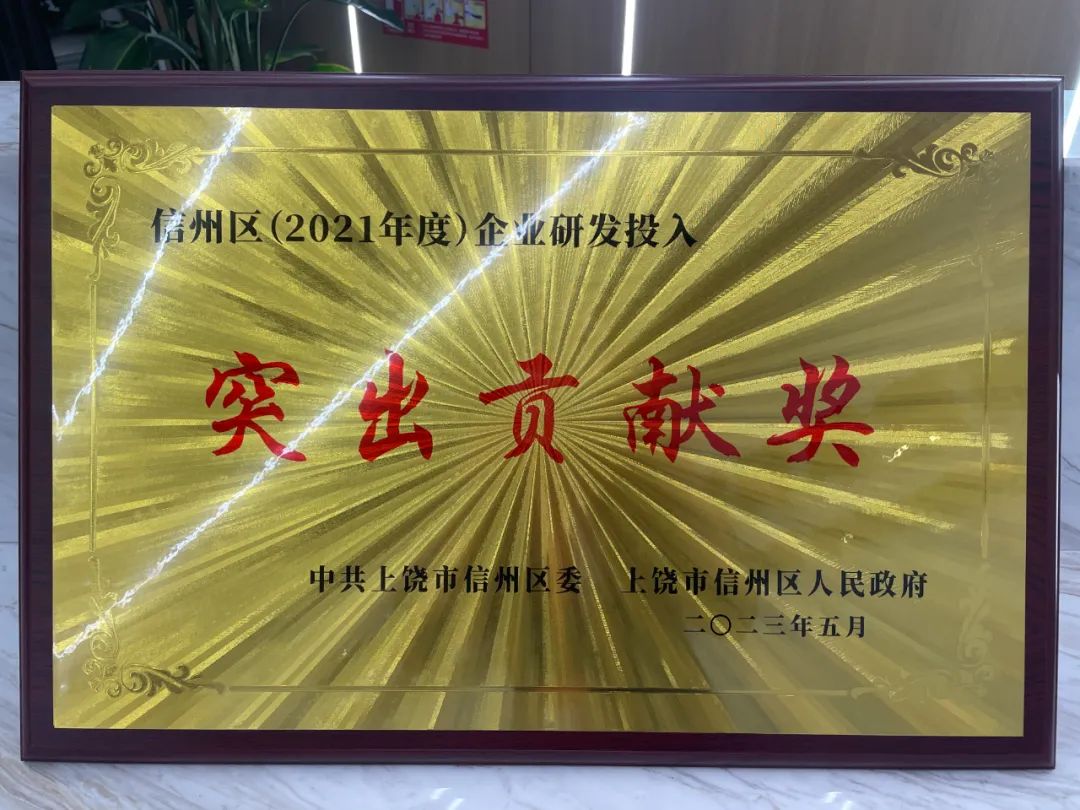 信州区(2021年度)企业研发投入
突出贡献奖
中共上饶市信州区委 上饶市信州区人民政府
二〇二三年五月